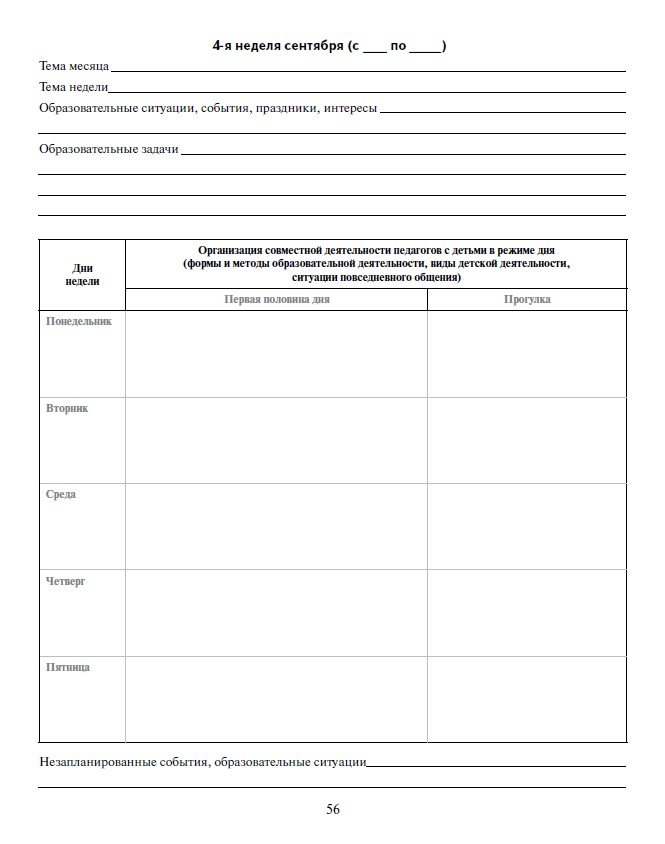 4-я неделя сентября (с ___ по ____)
Тема месяца
Тема недели
Образовательные ситуации, события, праздники, интересы
Образовательные задачи
Дни
недели
Организация совместной деятельности педагогов с детьми в режиме дня
(формы и методы образовательной деятельности, виды детской деятельности,
ситуации повседневного общения)
Первая половина дня
Прогулка
Понедельник
Вторник
Среда
Четверг
Пятница
Незапланированные события, образовательные ситуации
56